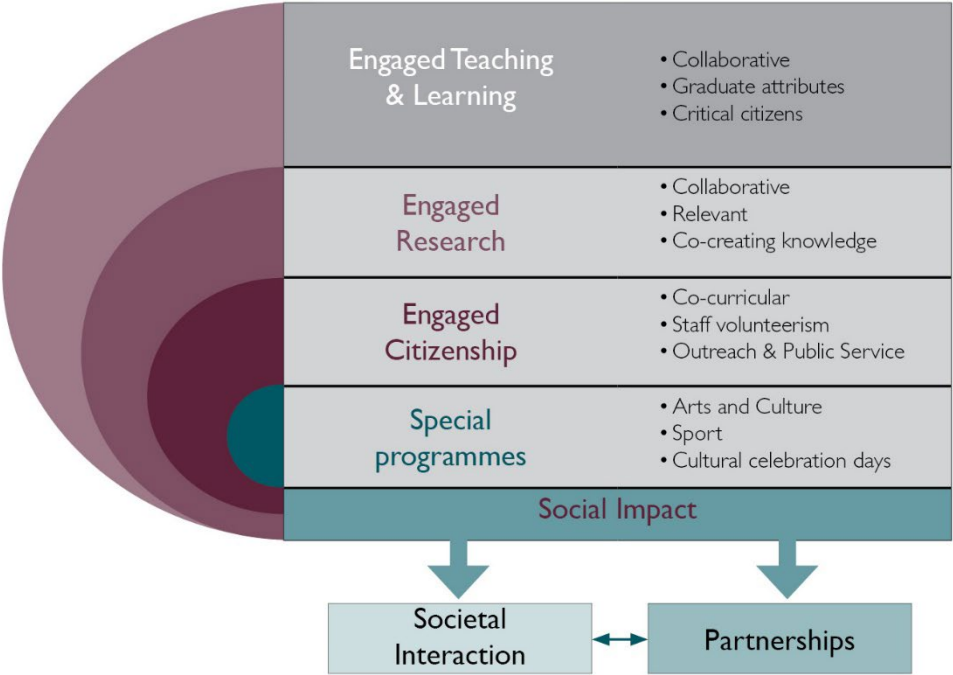 Engaged Teaching
& Learning
• Collaborative
• Graduate attributes
• Critical citizens
Engaged
Research
• Collaborative
• Relevant
• Co-creating knowledge
Engaged
Citizenship
• Co-curricular
• Staff volunteerism
• Outreach & Public Service
Special
programmes
• Arts and Culture
• Sport
• Cultural celebration days
Social Impact
Societal
Interaction
Partnerships